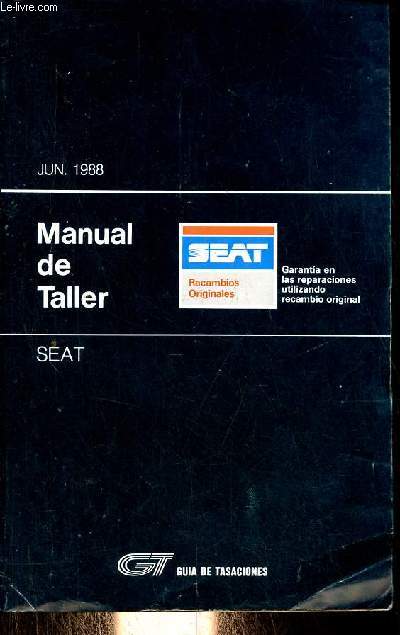 Le-livre.com
JUN. 1988
Manual
de
Taller
SEAT
Recambios
Originales
Garantía en
las reparaciones
utilizando
recambio original
SEAT
GT GUIA DE TASACIONES